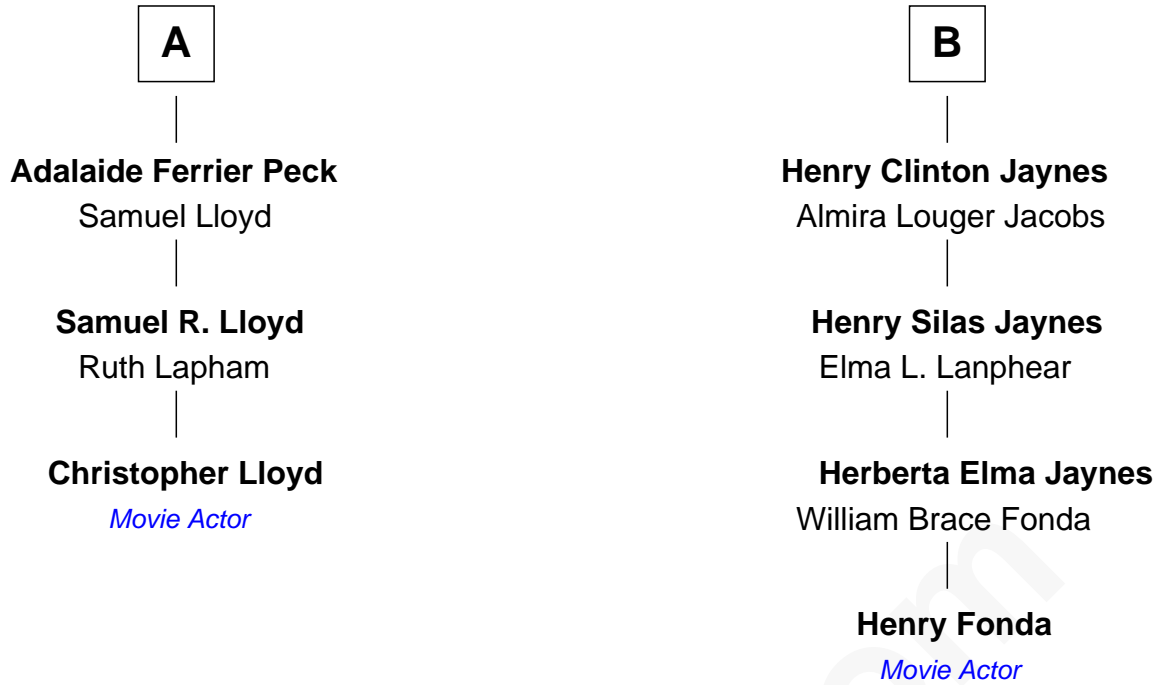 A
Adalaide Ferrier Peck
Samuel Lloyd
Samuel R. Lloyd
Ruth Lapham
Christopher Lloyd
Movie Actor
B
Henry Clinton Jaynes
Almira Louger Jacobs
Henry Silas Jaynes
Elma L. Lanphear
Herberta Elma Jaynes
William Brace Fonda
Henry Fonda
Movie Actor